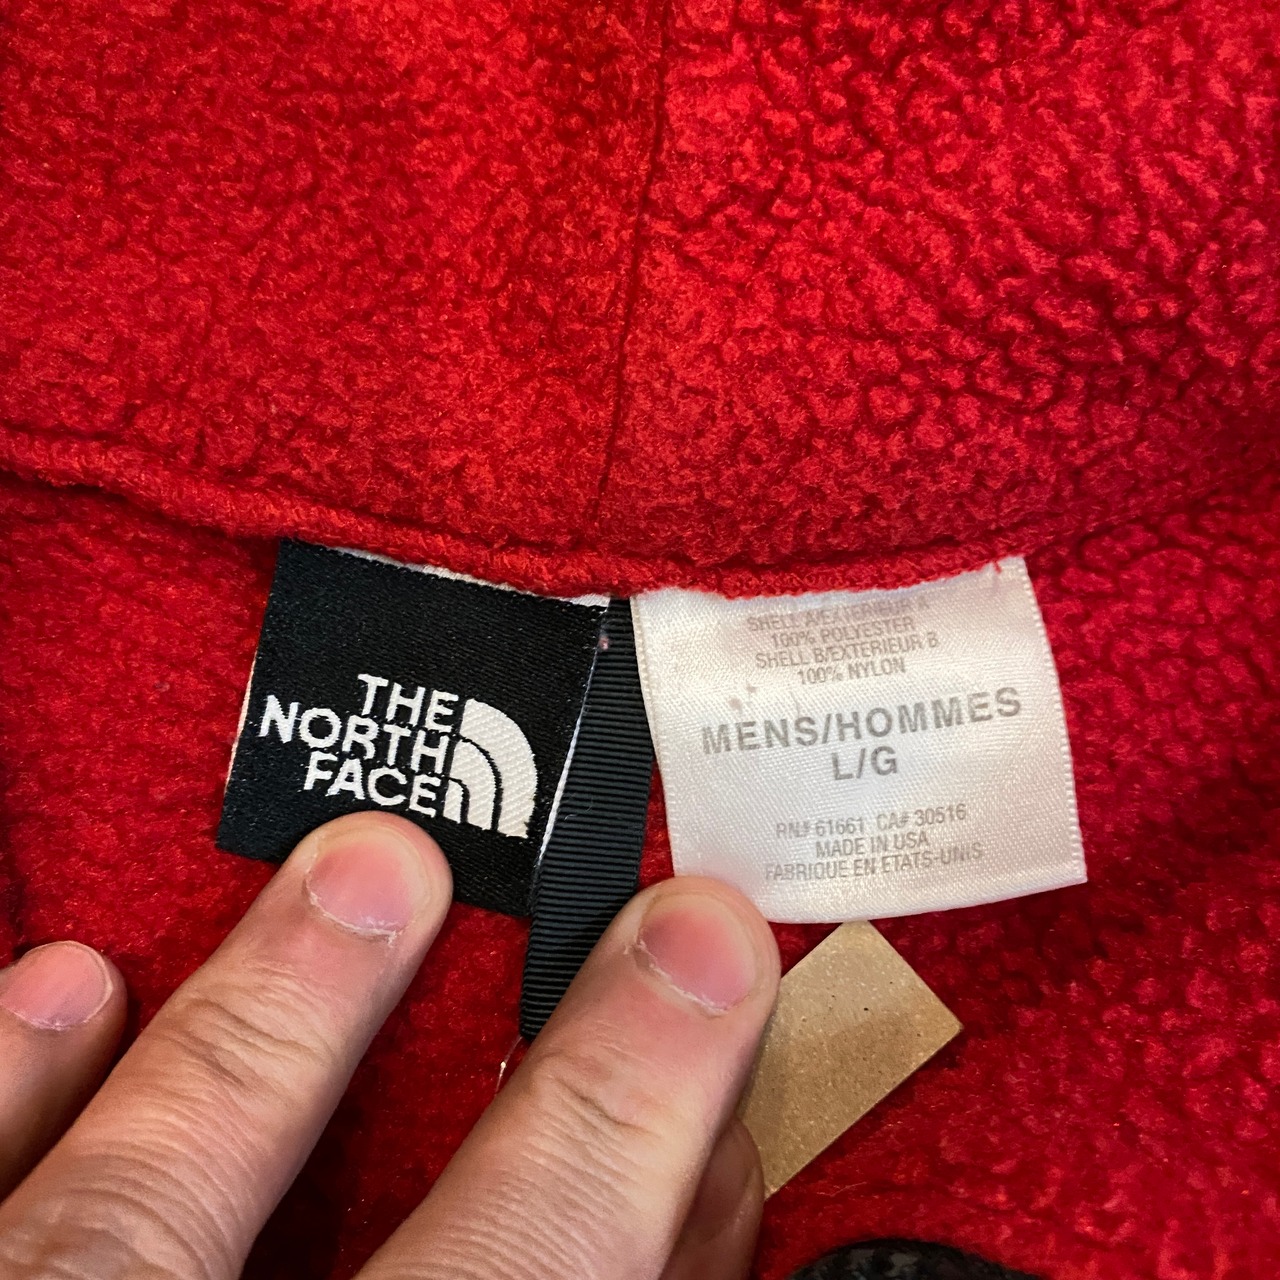 THE
NORTH
FACE
SHELL A/EXTERIEUR A
100% POLYESTER
SHELL B/EXTERIEUR B
100% NYLON
MENS/HOMMES
L/G
RN# 61661 CA# 30516
MADE IN USA
FABRIQUE EN ETATS-UNIS